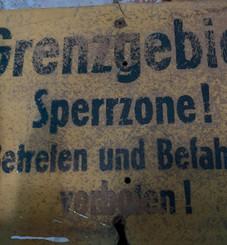 Grenzgebie
Sperrzone!
Betreten und Befah
verboten!